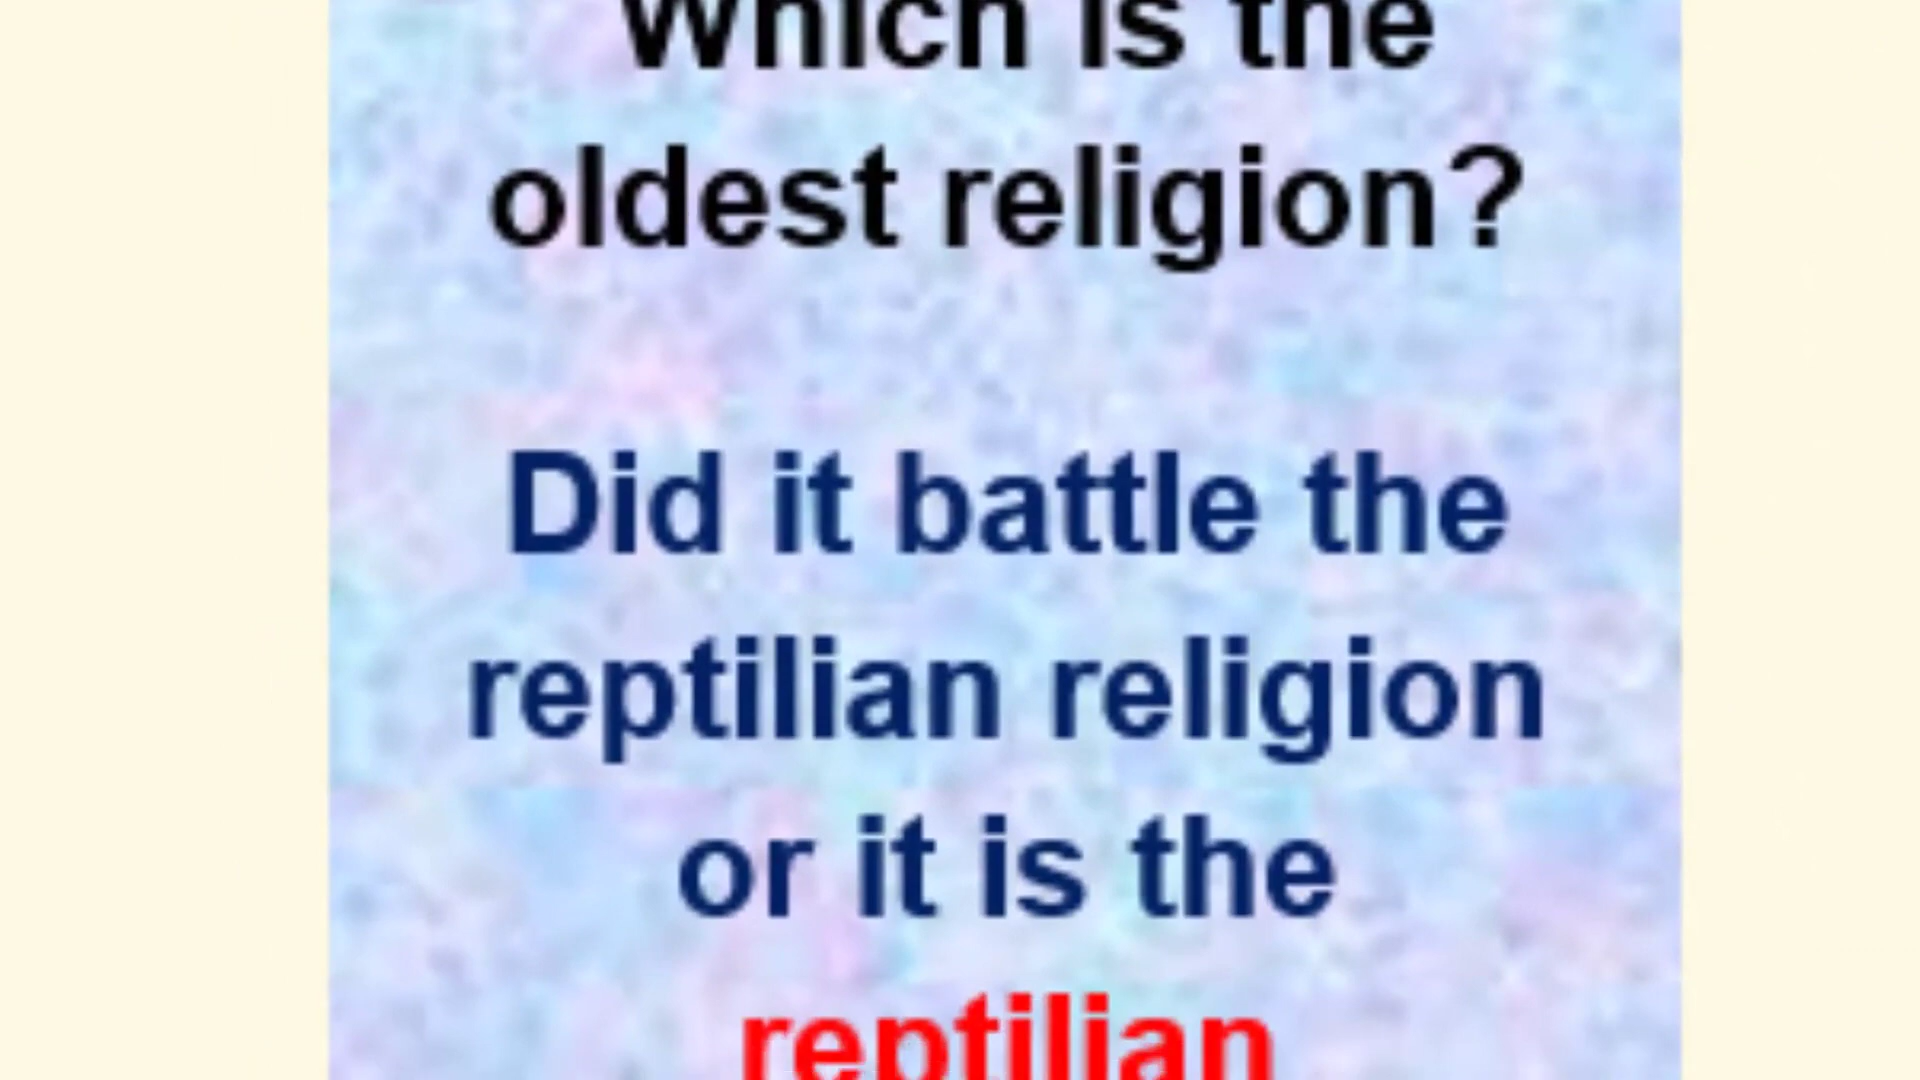 Which is the
oldest religion?
Did it battle the
reptilian religion
or it is the
reptilian